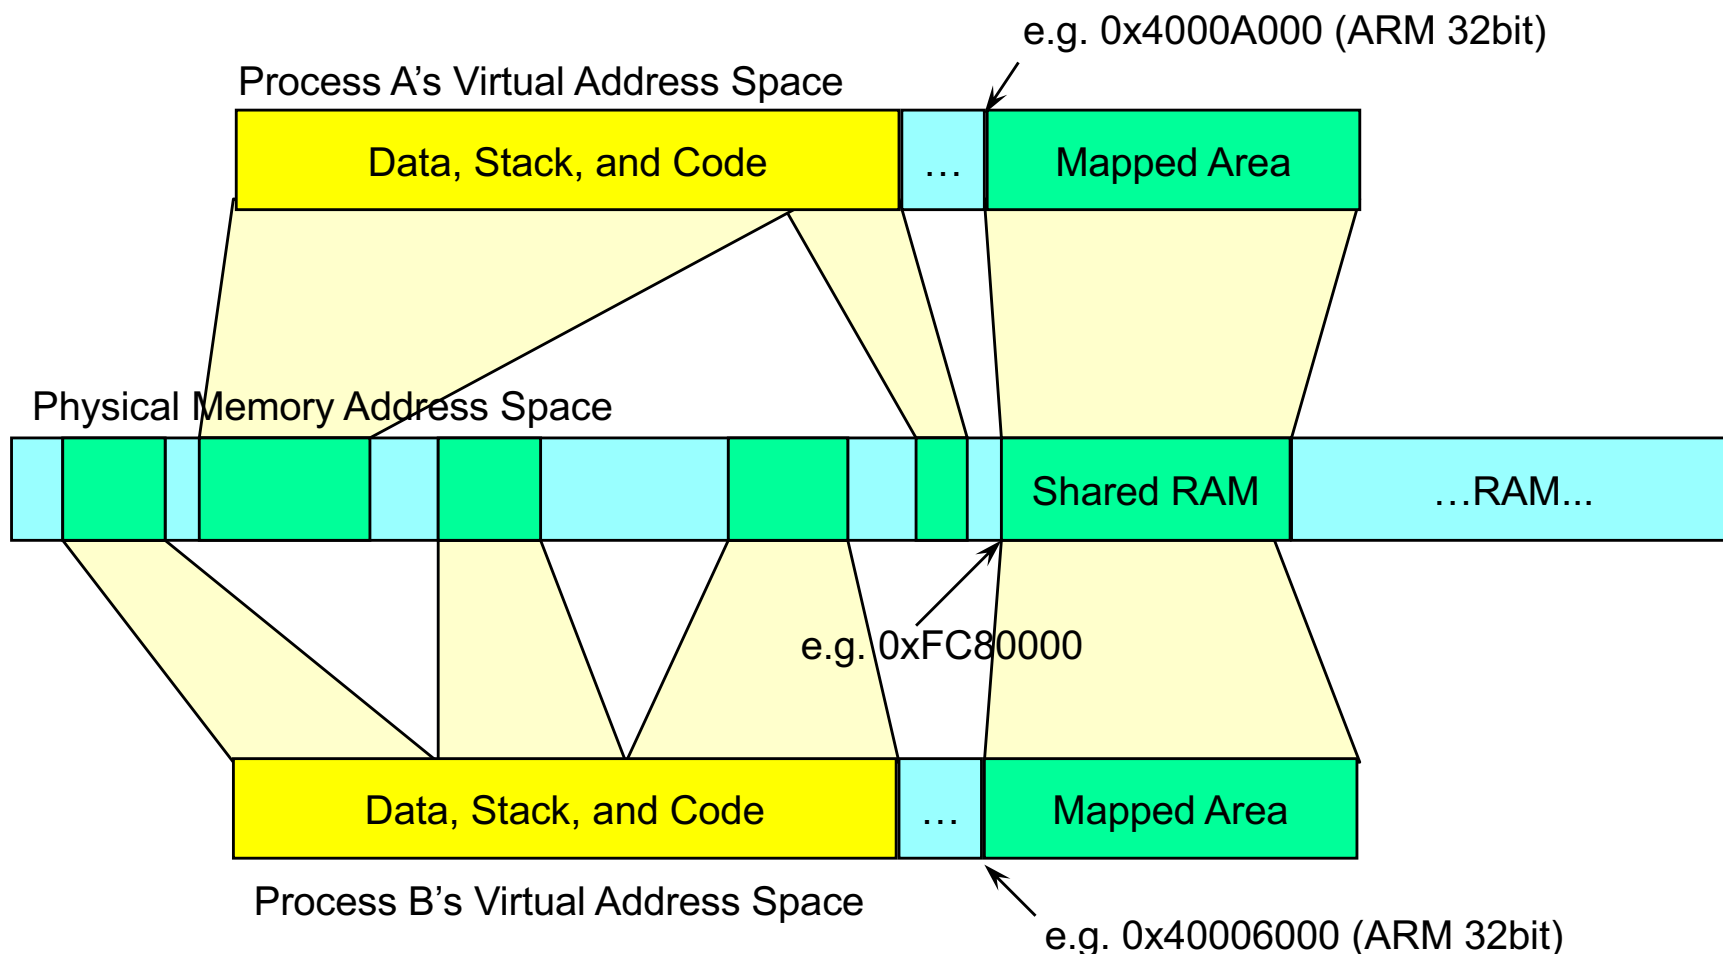 e.g. 0x4000A000 (ARM 32bit)
Process A’s Virtual Address Space
Data, Stack, and Code
…
Mapped Area
Physical Memory Address Space
Shared RAM
…RAM...
e.g. 0xFC80000
Data, Stack, and Code
…
Mapped Area
Process B’s Virtual Address Space
e.g. 0x40006000 (ARM 32bit)